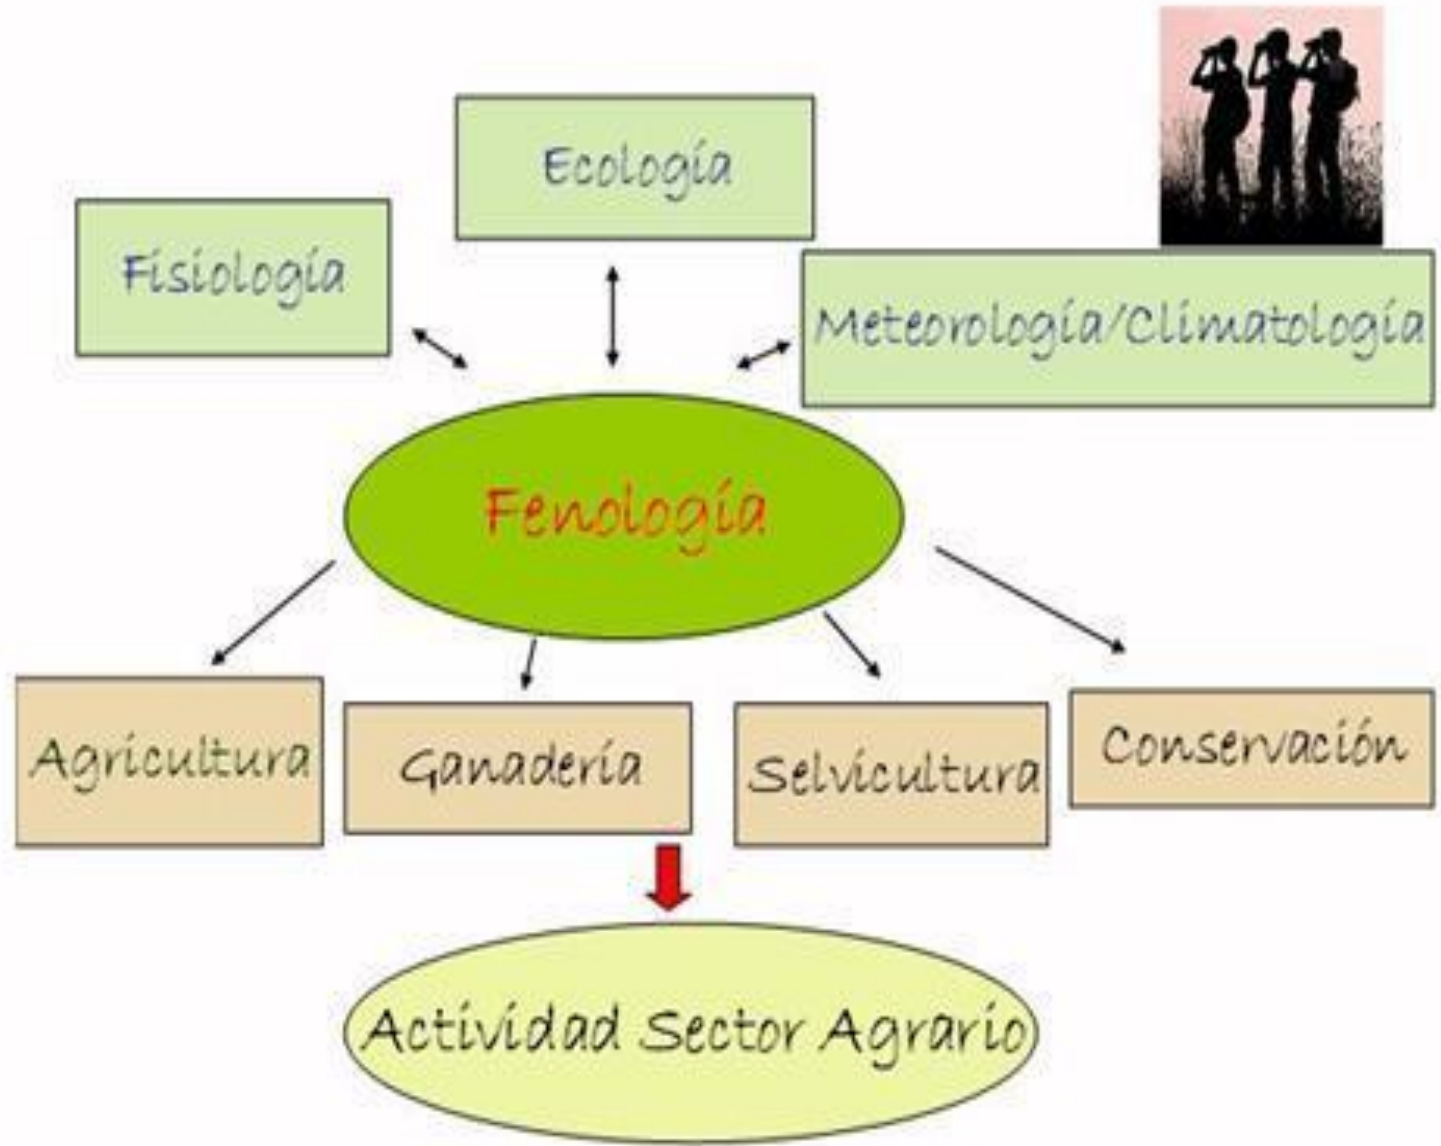 Ecología
Fisiología
Meteorología/Climatología
Fenología
Agricultura
Ganadería
Selvicultura
Conservación
Actividad Sector Agrario